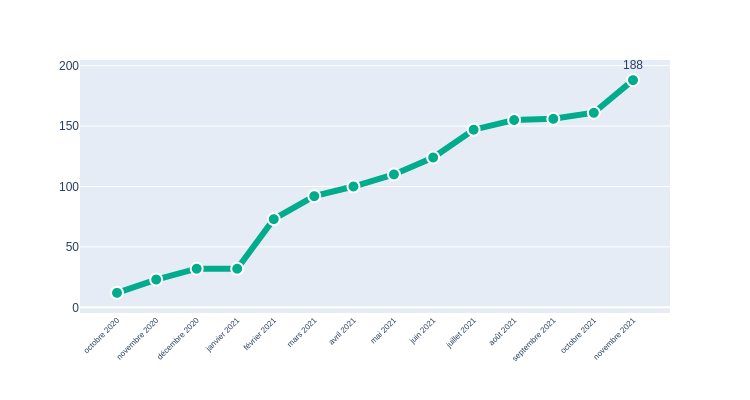 188
200
150
100
50
0
octobre 2020
novembre 2020
décembre 2020
janvier 2021
février 2021
mars 2021
avril 2021
mai 2021
juin 2021
juillet 2021
août 2021
septembre 2021
octobre 2021
novembre 2021